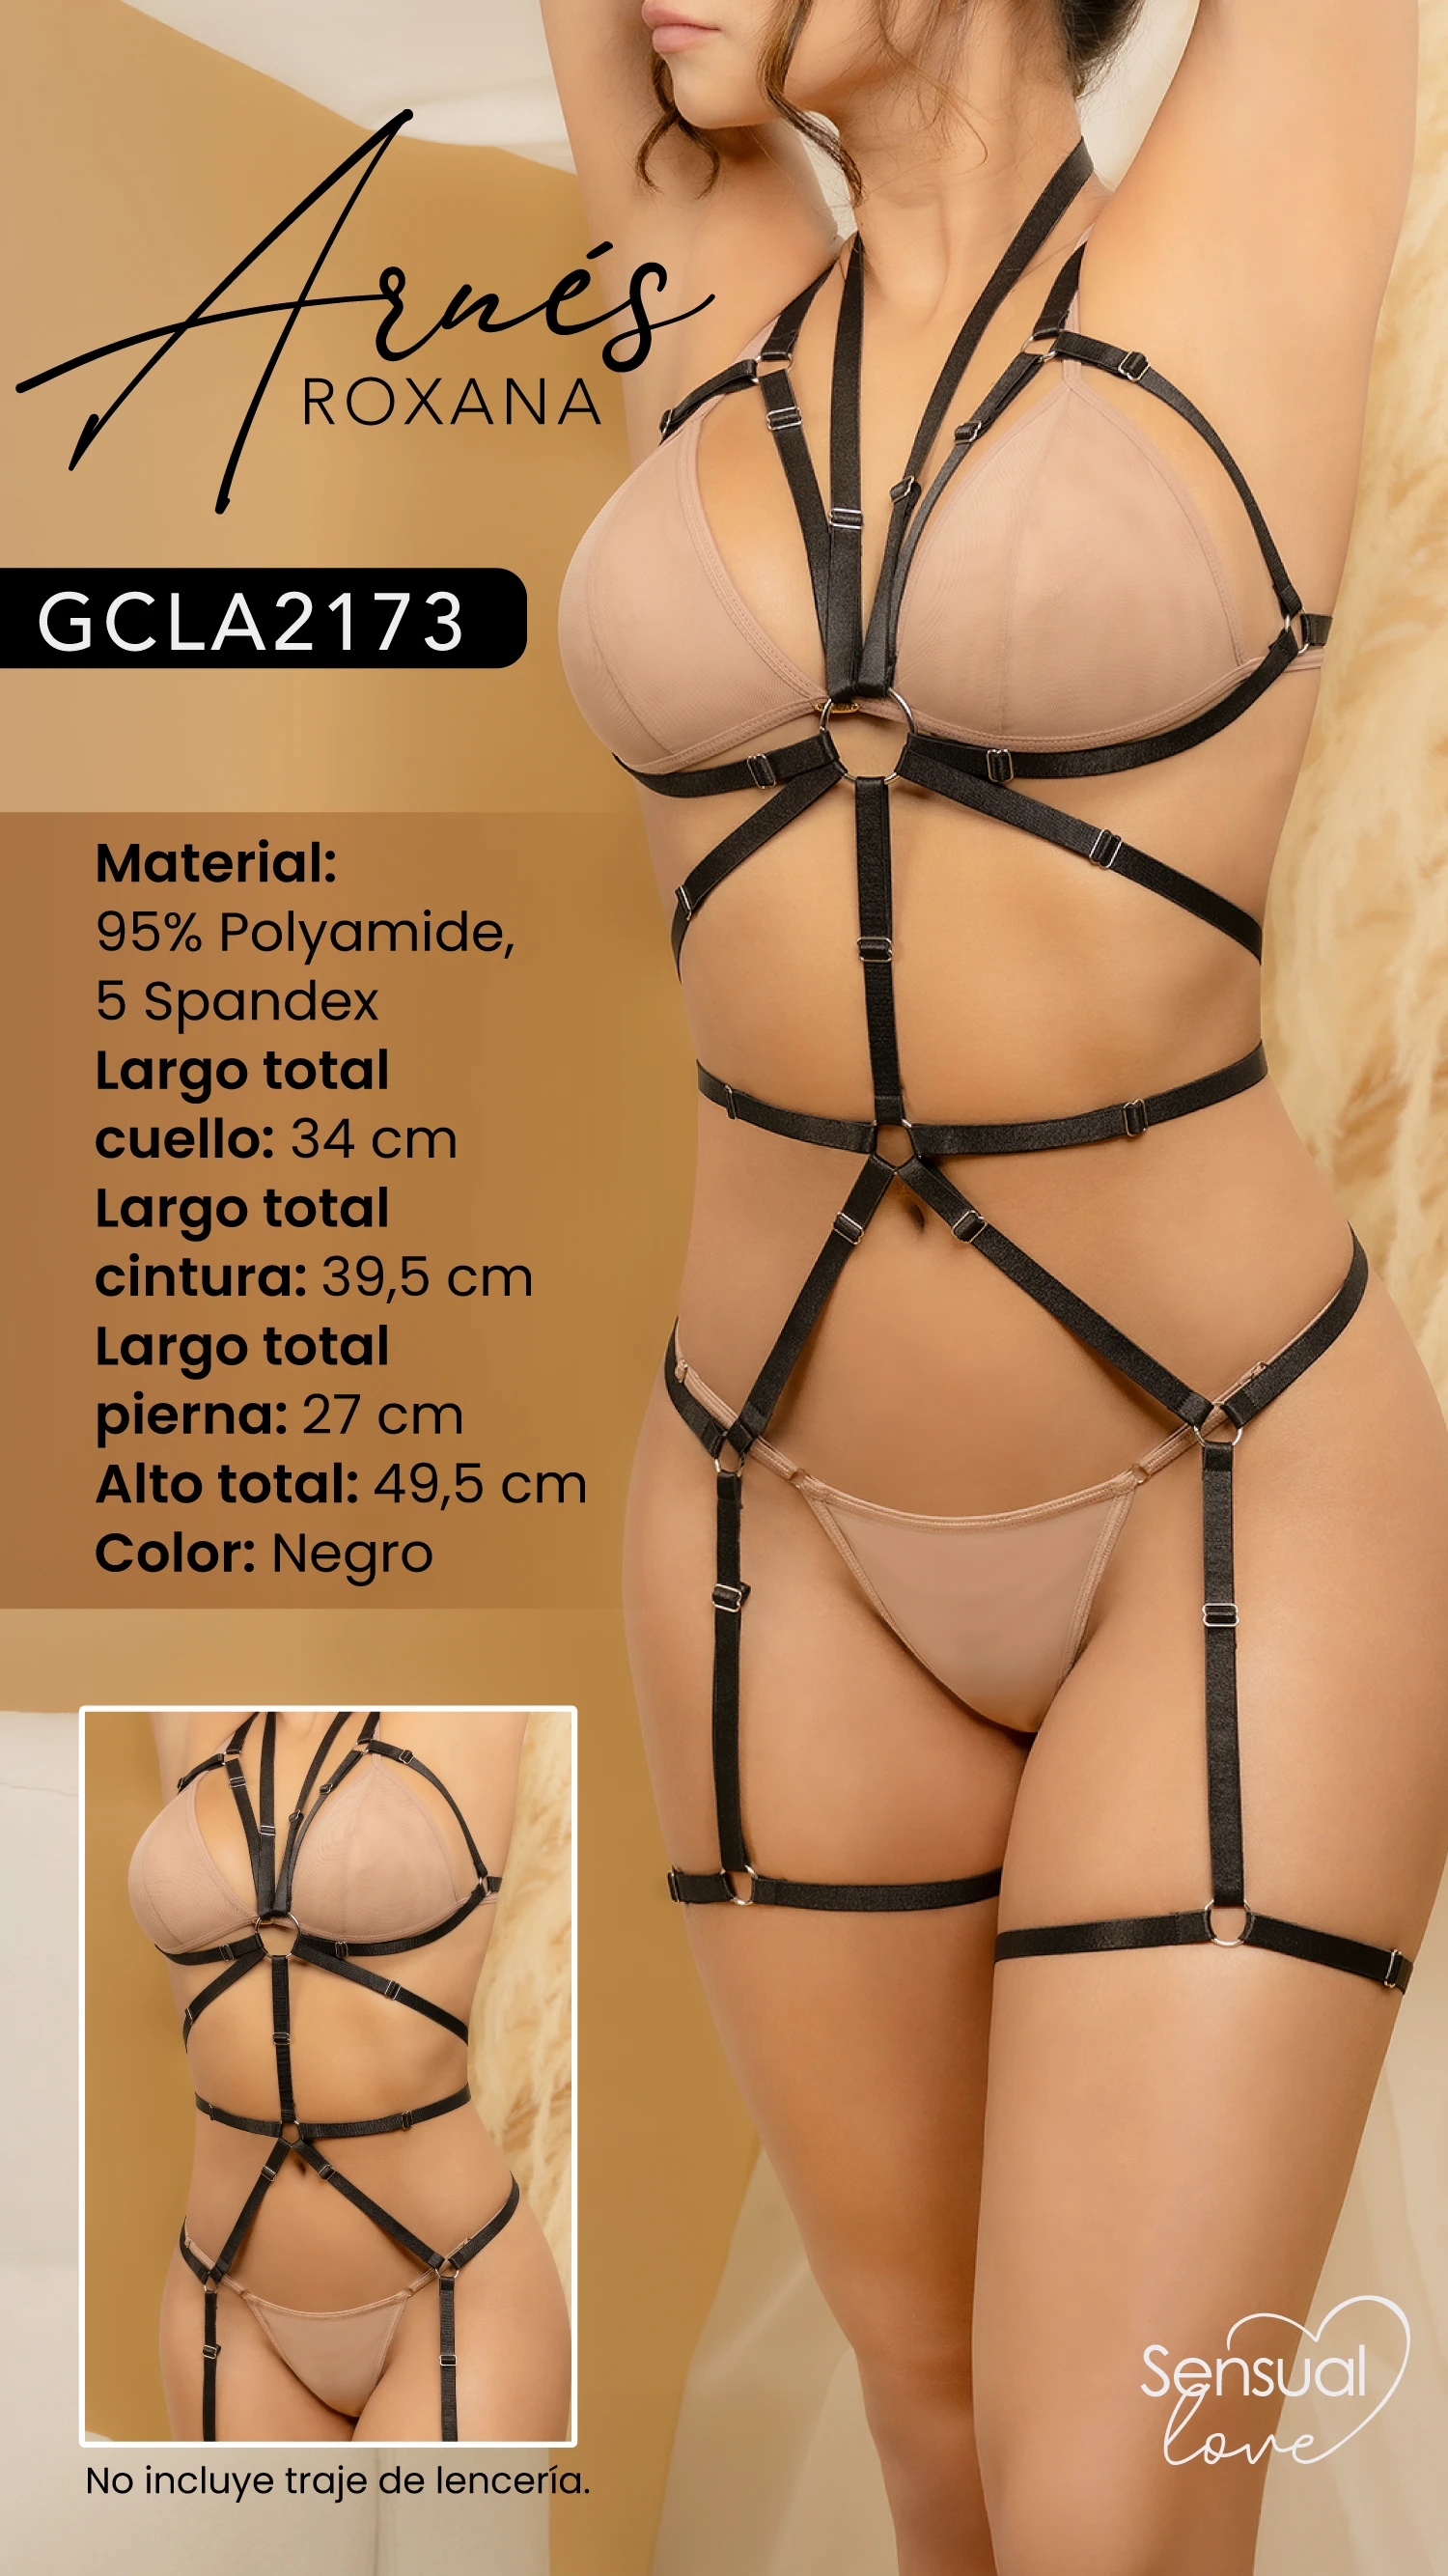 Arnés
ROXANA
GCLA2173
Material:
95% Polyamide,
5 Spandex
Largo total
cuello: 34 cm
Largo total
cintura: 39,5 cm
Largo total
pierna: 27 cm
Alto total: 49,5 cm
Color: Negro
No incluye traje de lencería.
Sensual
love